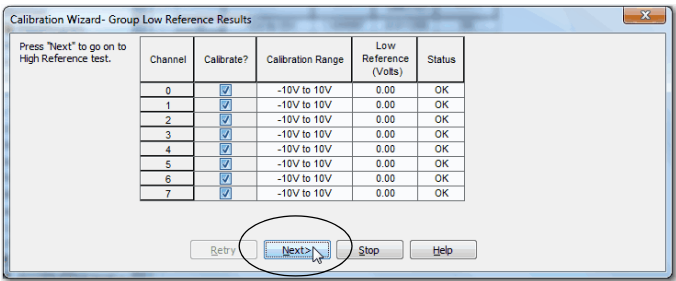 Calibration Wizard- Group Low Reference Results
Press "Next" to go on to
High Reference test.
Channel Calibrate? Calibration Range Low Reference (Volts) Status
0 -10V to 10V 0.00 OK
1 -10V to 10V 0.00 OK
2 -10V to 10V 0.00 OK
3 -10V to 10V 0.00 OK
4 -10V to 10V 0.00 OK
5 -10V to 10V 0.00 OK
6 -10V to 10V 0.00 OK
7 -10V to 10V 0.00 OK
Retry Next> Stop Help